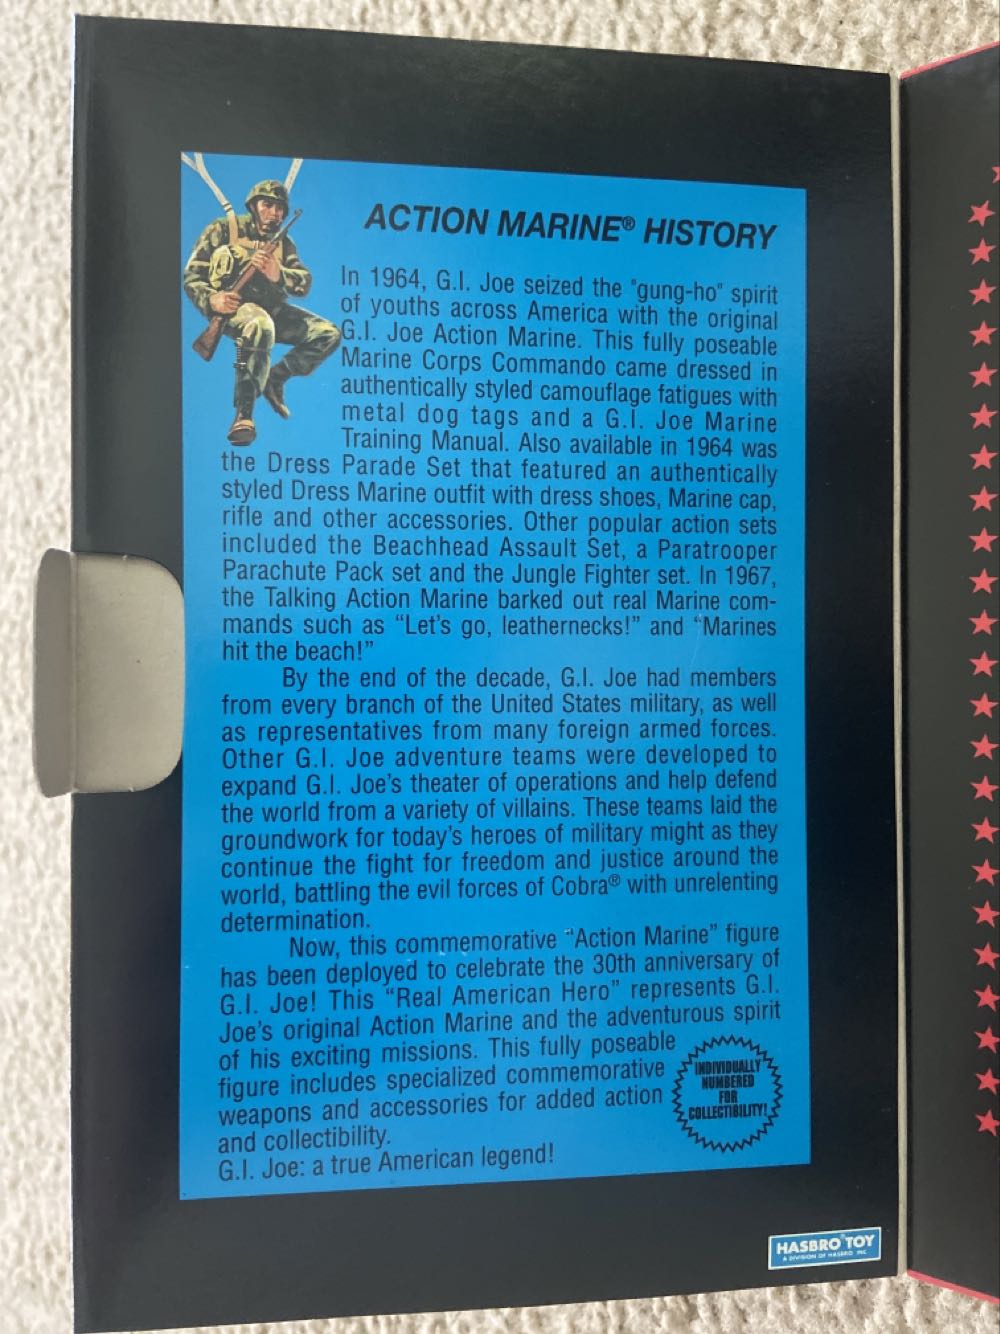 ACTION MARINE® HISTORY
In 1964, G.I. Joe seized the "gung-ho" spirit
of youths across America with the original
G.I. Joe Action Marine. This fully poseable
Marine Corps Commando came dressed in
authentically styled camouflage fatigues with
metal dog tags and a G.I. Joe Marine
Training Manual. Also available in 1964 was
the Dress Parade Set that featured an authentically
styled Dress Marine outfit with dress shoes, Marine cap,
rifle and other accessories. Other popular action sets
included the Beachhead Assault Set, a Paratrooper
Parachute Pack set and the Jungle Fighter set. In 1967,
the Talking Action Marine barked out real Marine com-
mands such as “Let's go, leathernecks!” and “Marines
hit the beach!”
By the end of the decade, G.I. Joe had members
from every branch of the United States military, as well
as representatives from many foreign armed forces.
Other G.I. Joe adventure teams were developed to
expand G.I. Joe's theater of operations and help defend
the world from a variety of villains. These teams laid the
groundwork for today's heroes of military might as they
continue the fight for freedom and justice around the
world, battling the evil forces of Cobra® with unrelenting
determination.
Now, this commemorative “Action Marine” figure
has been deployed to celebrate the 30th anniversary of
G.I. Joe! This “Real American Hero” represents G.I.
Joe's original Action Marine and the adventurous spirit
of his exciting missions. This fully poseable
figure includes specialized commemorative
weapons and accessories for added action
and collectibility.
G.I. Joe: a true American legend!
INDIVIDUALLY
NUMBERED
FOR
COLLECTIBILITY!
HASBRO® TOY
A DIVISION OF HASBRO INC.